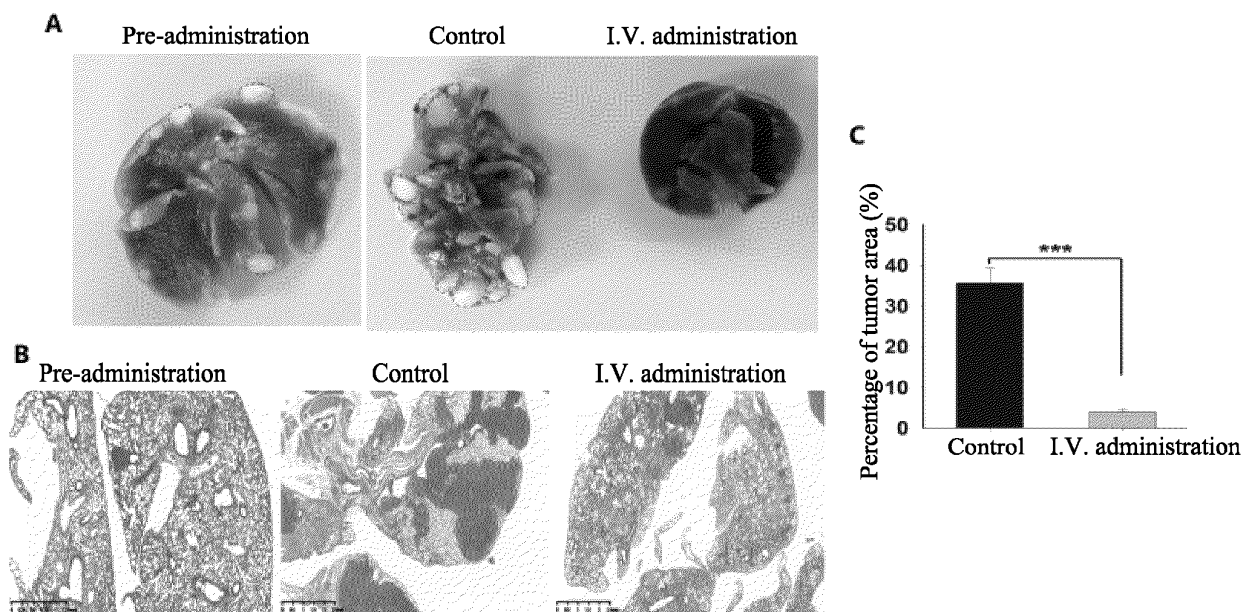 A
Pre-administration
Control
I.V. administration
B
Pre-administration
Control
I.V. administration
C
Percentage of tumor area (%)
50
40
30
20
10
0
***
Control
I.V. administration